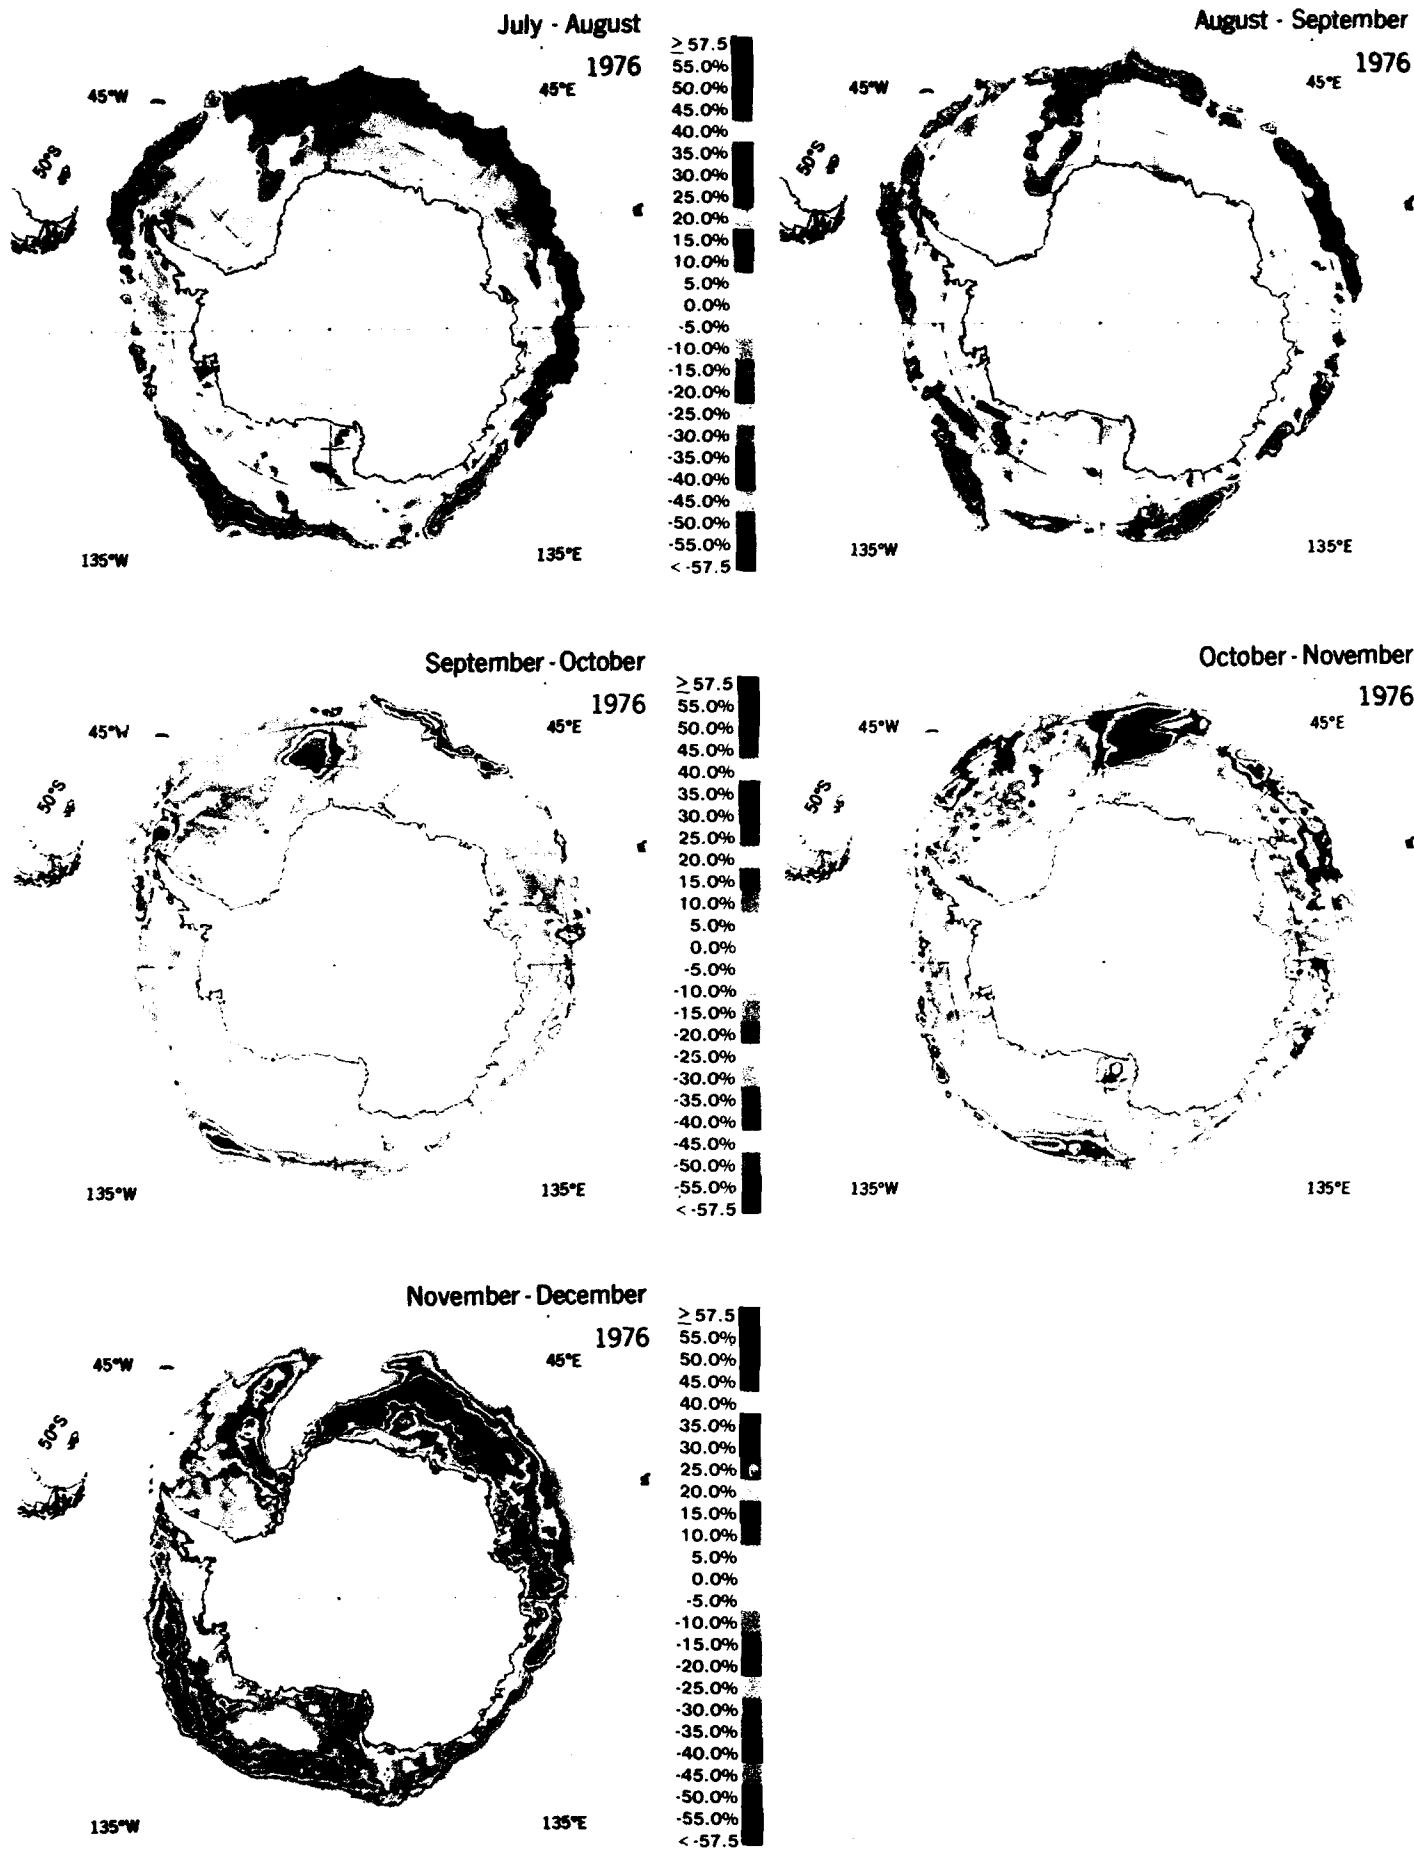 July - August
1976
45°W
45°E
50°S
135°W
135°E
≥ 57.5
55.0%
50.0%
45.0%
40.0%
35.0%
30.0%
25.0%
20.0%
15.0%
10.0%
5.0%
0.0%
-5.0%
-10.0%
-15.0%
-20.0%
-25.0%
-30.0%
-35.0%
-40.0%
-45.0%
-50.0%
-55.0%
< -57.5
August - September
1976
45°W
45°E
50°S
135°W
135°E
September - October
1976
45°W
45°E
50°S
135°W
135°E
≥ 57.5
55.0%
50.0%
45.0%
40.0%
35.0%
30.0%
25.0%
20.0%
15.0%
10.0%
5.0%
0.0%
-5.0%
-10.0%
-15.0%
-20.0%
-25.0%
-30.0%
-35.0%
-40.0%
-45.0%
-50.0%
-55.0%
< -57.5
October - November
1976
45°W
45°E
50°S
135°W
135°E
November - December
1976
45°W
45°E
50°S
135°W
135°E
≥ 57.5
55.0%
50.0%
45.0%
40.0%
35.0%
30.0%
25.0%
20.0%
15.0%
10.0%
5.0%
0.0%
-5.0%
-10.0%
-15.0%
-20.0%
-25.0%
-30.0%
-35.0%
-40.0%
-45.0%
-50.0%
-55.0%
< -57.5